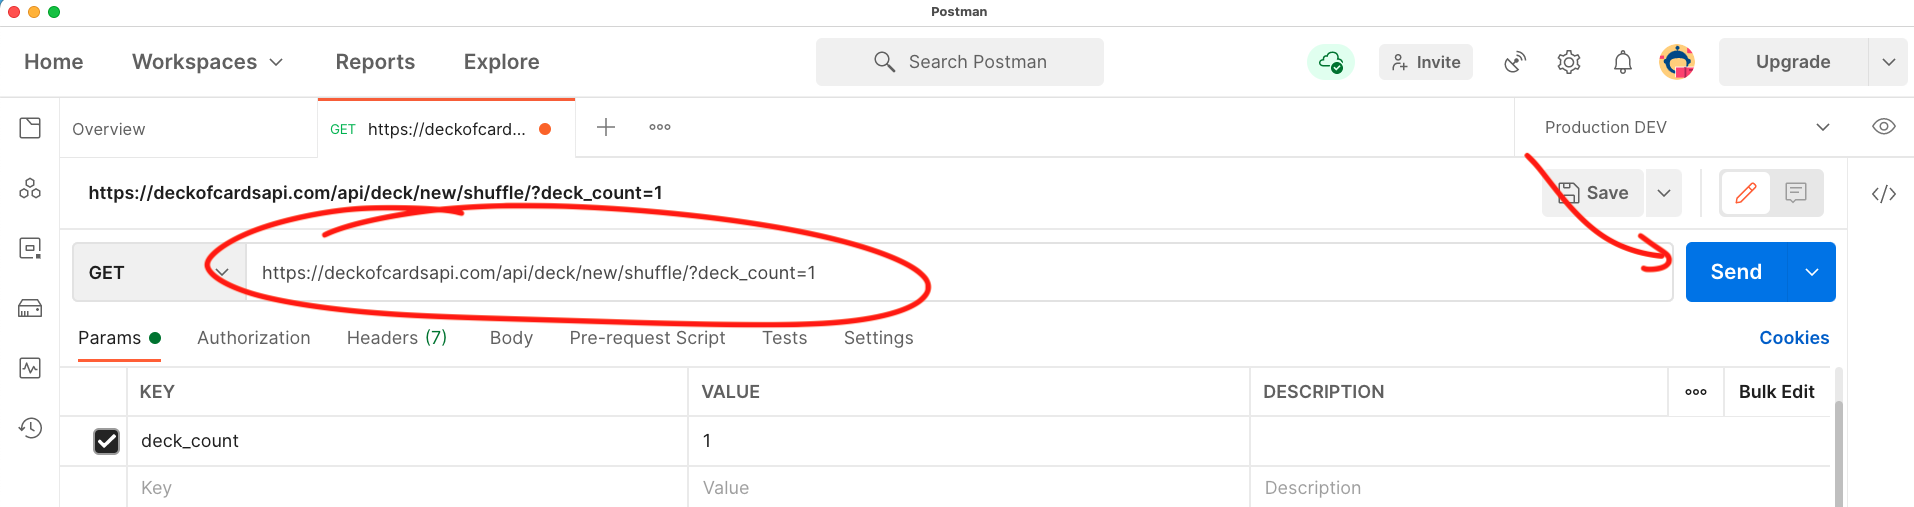 Postman
Home Workspaces Reports Explore Search Postman Invite Upgrade
Overview GET https://deckofcard... Production DEV
https://deckofcardsapi.com/api/deck/new/shuffle/?deck_count=1 Save </>
GET https://deckofcardsapi.com/api/deck/new/shuffle/?deck_count=1 Send
Params Authorization Headers (7) Body Pre-request Script Tests Settings Cookies
KEY VALUE DESCRIPTION Bulk Edit
deck_count 1
Key Value Description